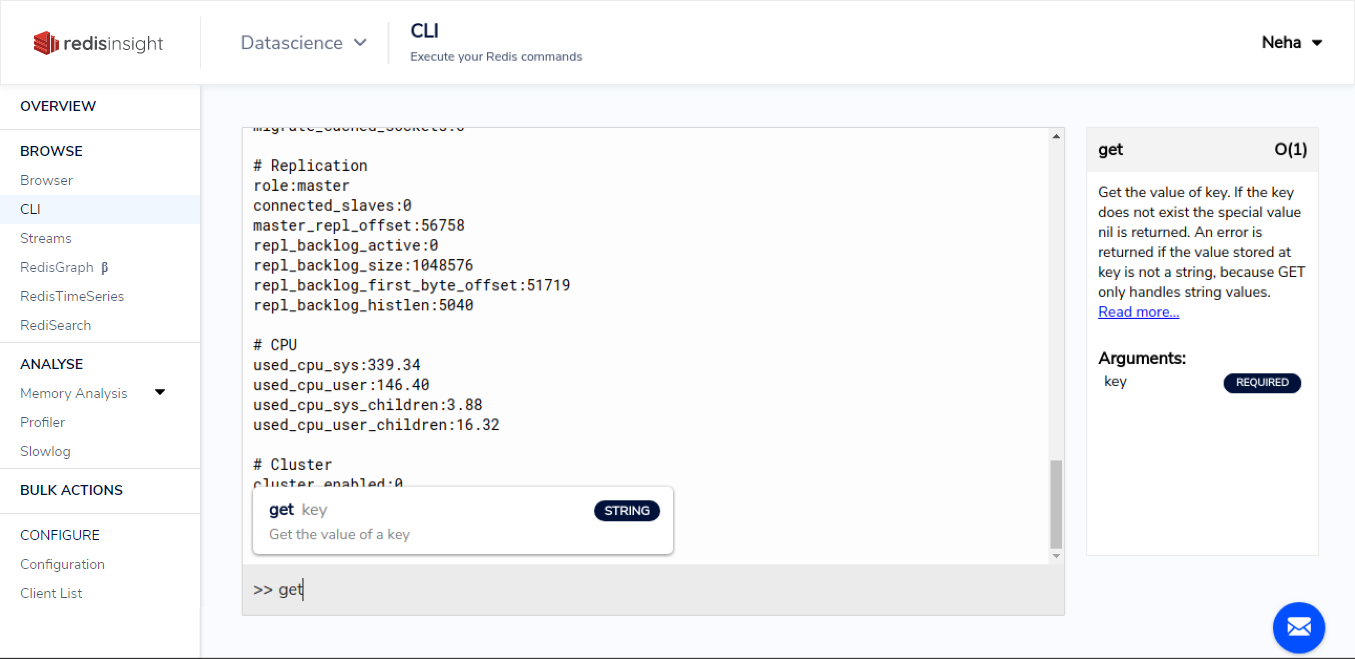 redisinsight
Datascience
CLI
Execute your Redis commands
Neha
OVERVIEW
BROWSE
Browser
CLI
Streams
RedisGraph β
RedisTimeSeries
RediSearch
ANALYSE
Memory Analysis
Profiler
Slowlog
BULK ACTIONS
CONFIGURE
Configuration
Client List
migrate_cached_sockets:0
# Replication
role:master
connected_slaves:0
master_repl_offset:56758
repl_backlog_active:0
repl_backlog_size:1048576
repl_backlog_first_byte_offset:51719
repl_backlog_histlen:5040
# CPU
used_cpu_sys:339.34
used_cpu_user:146.40
used_cpu_sys_children:3.88
used_cpu_user_children:16.32
# Cluster
cluster_enabled:0
get key STRING
Get the value of a key
>> get
get O(1)
Get the value of key. If the key
does not exist the special value
nil is returned. An error is
returned if the value stored at
key is not a string, because GET
only handles string values.
Read more...
Arguments:
key REQUIRED